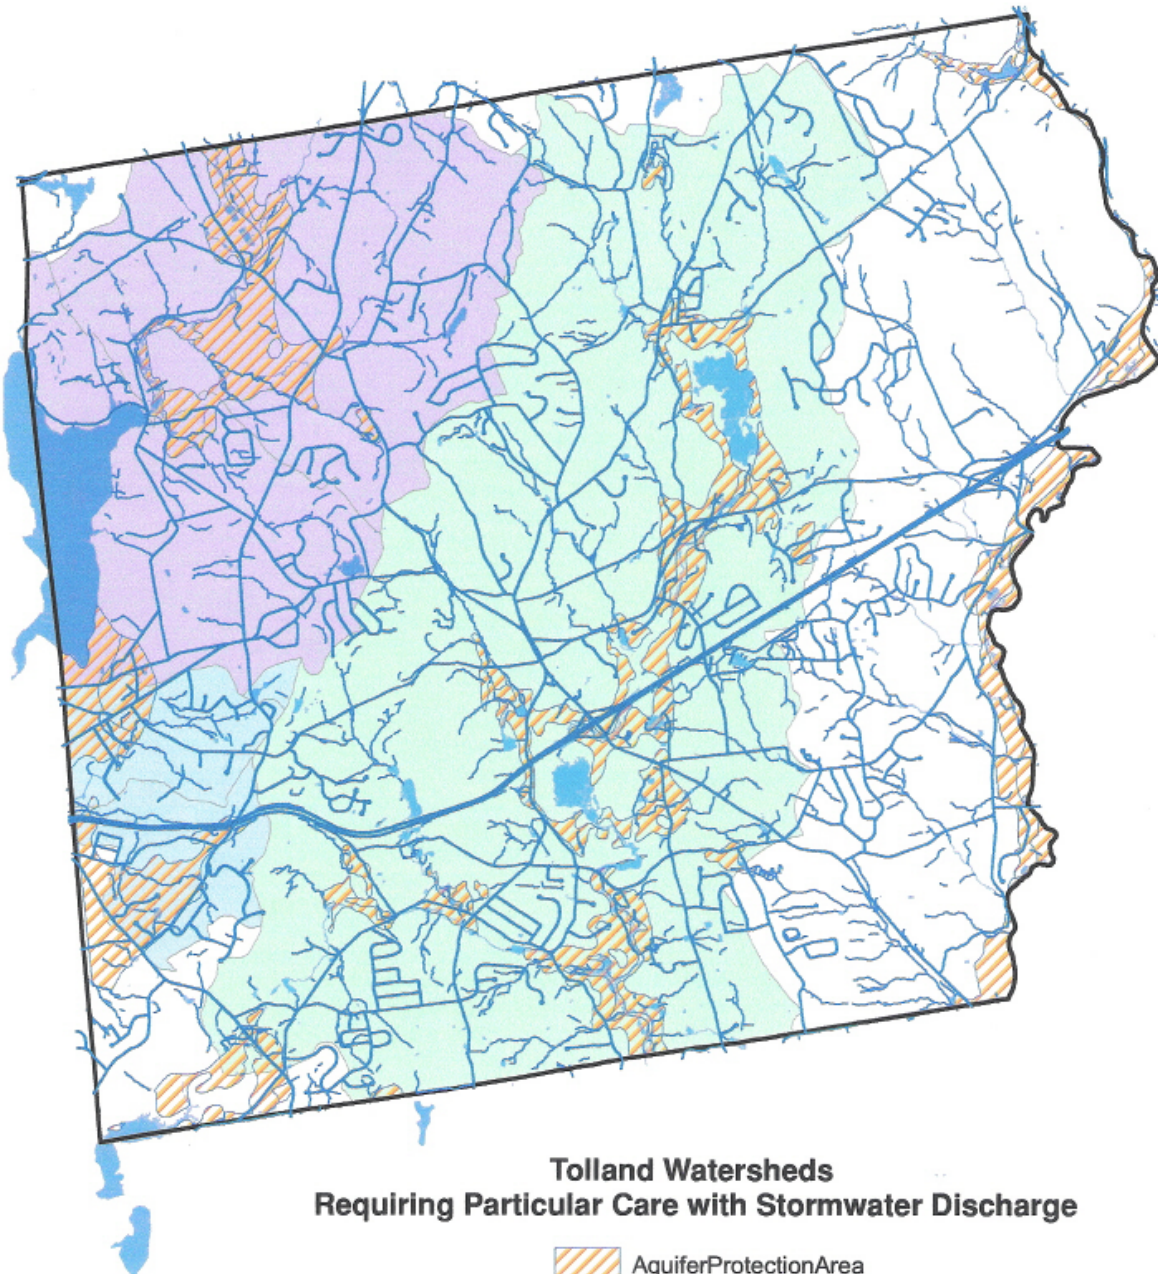 Tolland Watersheds
Requiring Particular Care with Stormwater Discharge
AquiferProtectionArea